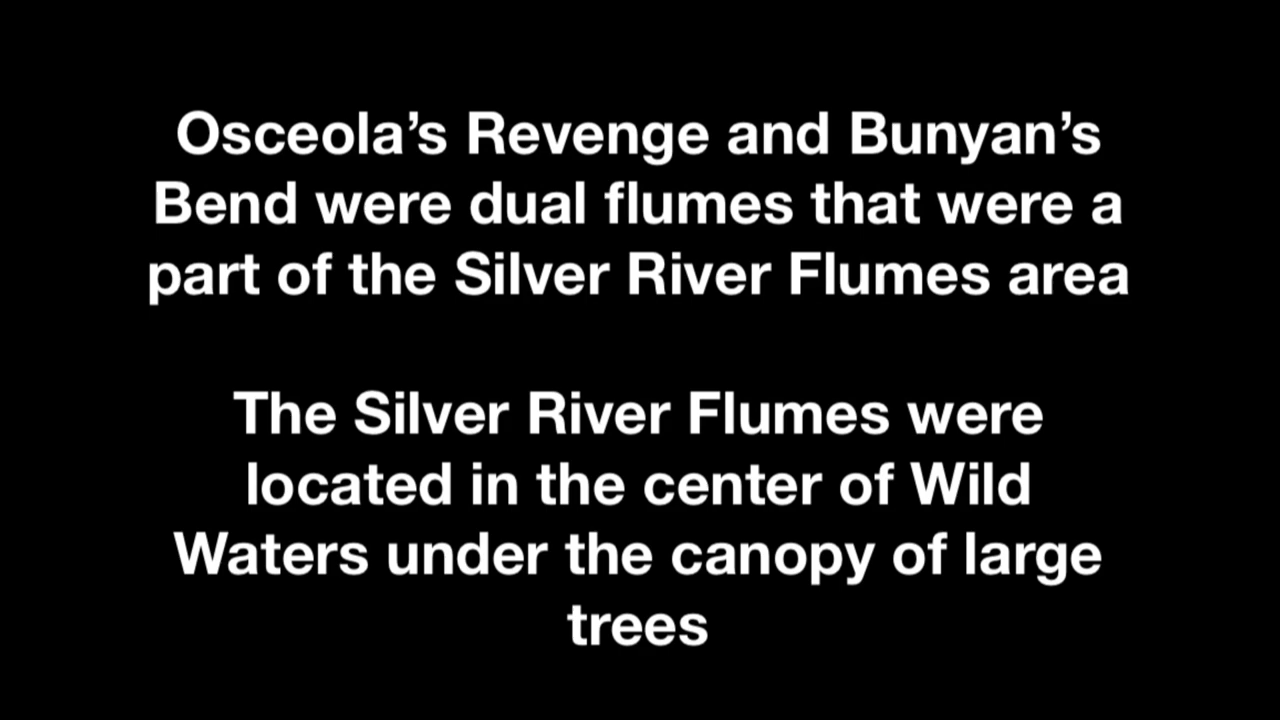 Osceola’s Revenge and Bunyan’s
Bend were dual flumes that were a
part of the Silver River Flumes area
The Silver River Flumes were
located in the center of Wild
Waters under the canopy of large
trees